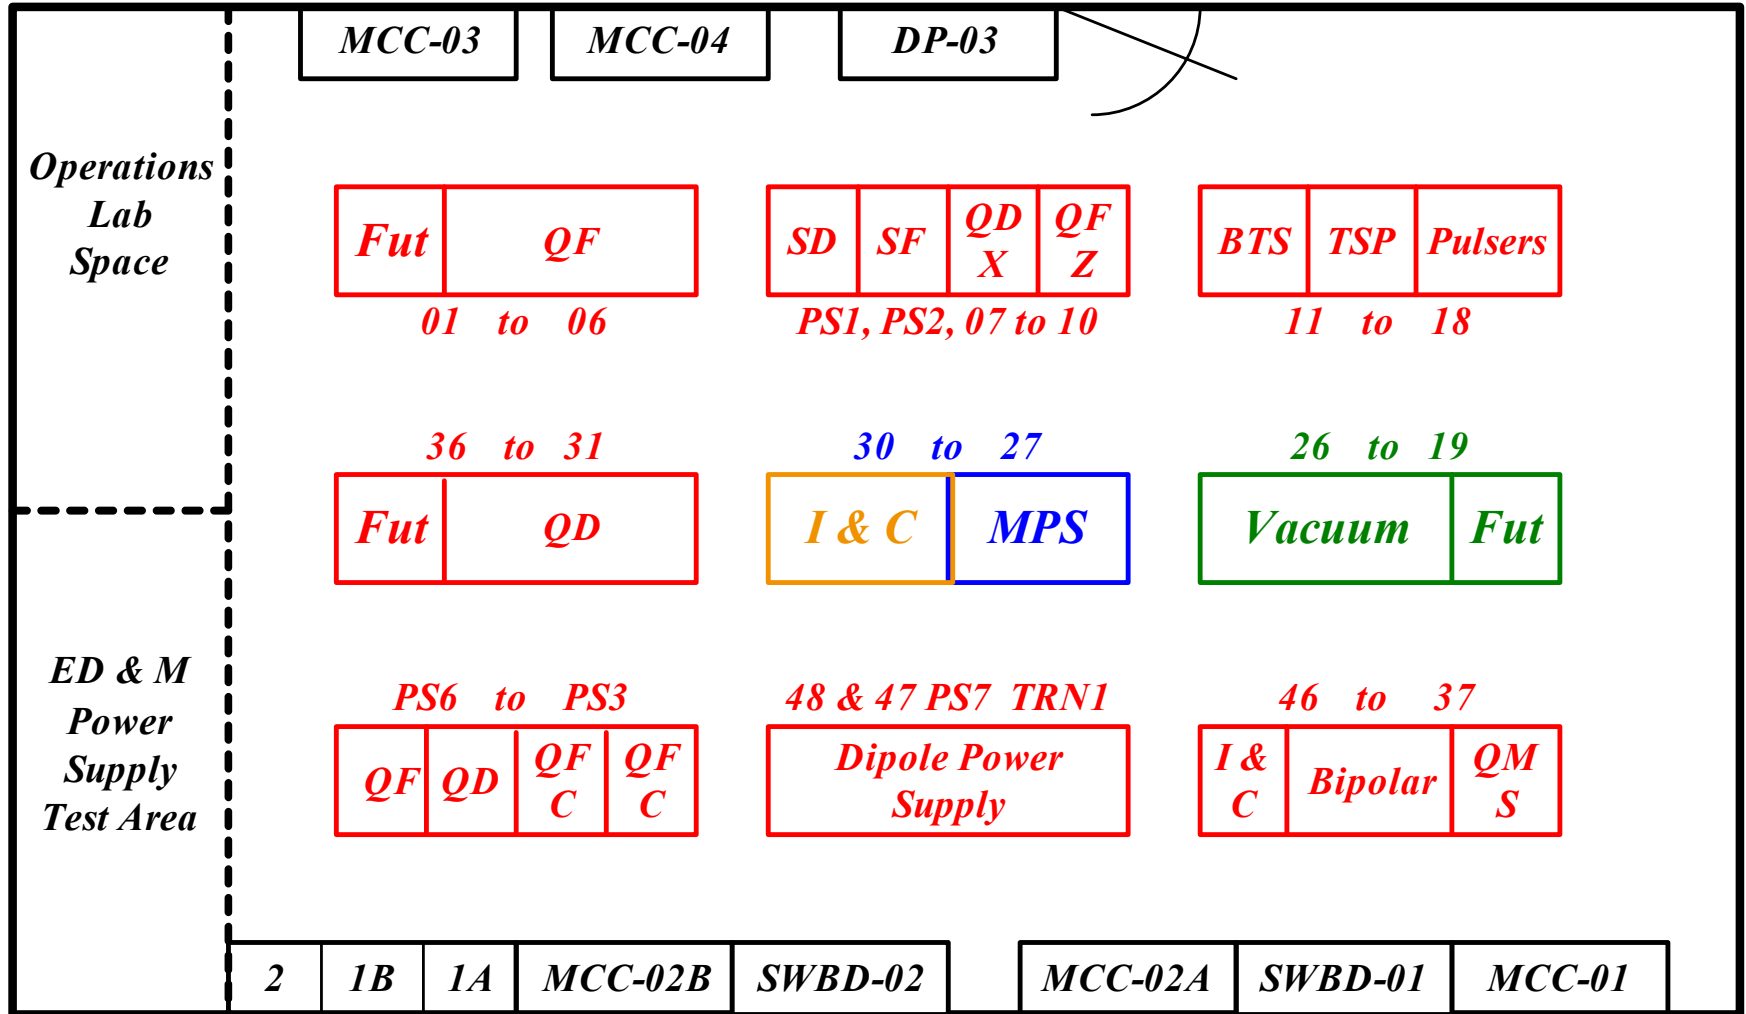 MCC-03
MCC-04
DP-03
Operations
Lab
Space
Fut
QF
SD
SF
QD
X
QF
Z
BTS
TSP
Pulsers
01 to 06
PS1, PS2, 07 to 10
11 to 18
36 to 31
30 to 27
26 to 19
Fut
QD
I & C
MPS
Vacuum
Fut
ED & M
Power
Supply
Test Area
PS6 to PS3
48 & 47 PS7 TRN1
46 to 37
QF
QD
QF
C
QF
C
Dipole Power
Supply
I &
C
Bipolar
QM
S
2
1B
1A
MCC-02B
SWBD-02
MCC-02A
SWBD-01
MCC-01